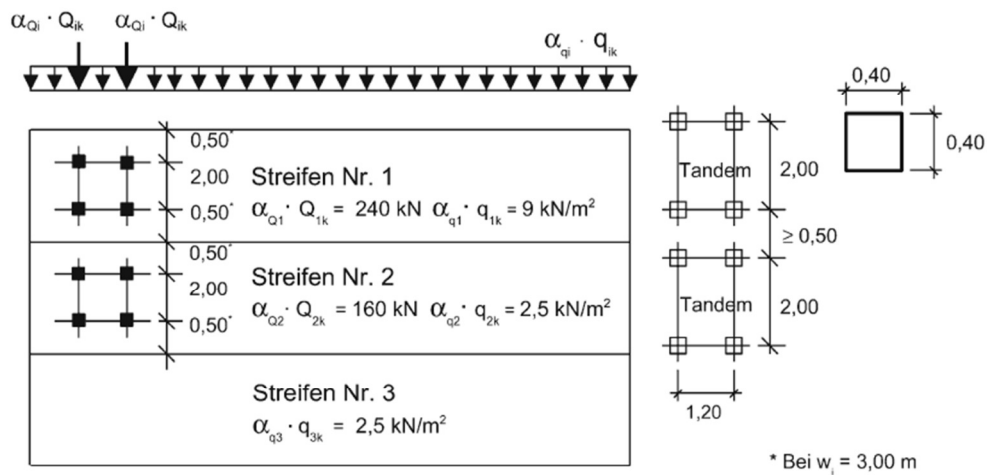 α_Qi · Q_ik α_Qi · Q_ik
α_qi · q_ik
0,50*
2,00
0,50*
Streifen Nr. 1
α_Q1 · Q_1k = 240 kN α_q1 · q_1k = 9 kN/m²
0,50*
2,00
0,50*
Streifen Nr. 2
α_Q2 · Q_2k = 160 kN α_q2 · q_2k = 2,5 kN/m²
Streifen Nr. 3
α_q3 · q_3k = 2,5 kN/m²
Tandem
2,00
≥ 0,50
Tandem
2,00
1,20
0,40
0,40
* Bei w_i = 3,00 m